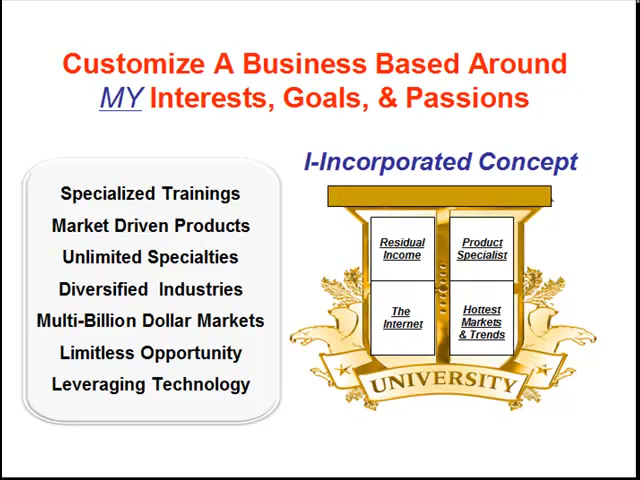 Customize A Business Based Around
MY Interests, Goals, & Passions
I-Incorporated Concept
Specialized Trainings
Market Driven Products
Unlimited Specialties
Diversified Industries
Multi-Billion Dollar Markets
Limitless Opportunity
Leveraging Technology
Residual
Income
Product
Specialist
The
Internet
Hottest
Markets
& Trends
UNIVERSITY